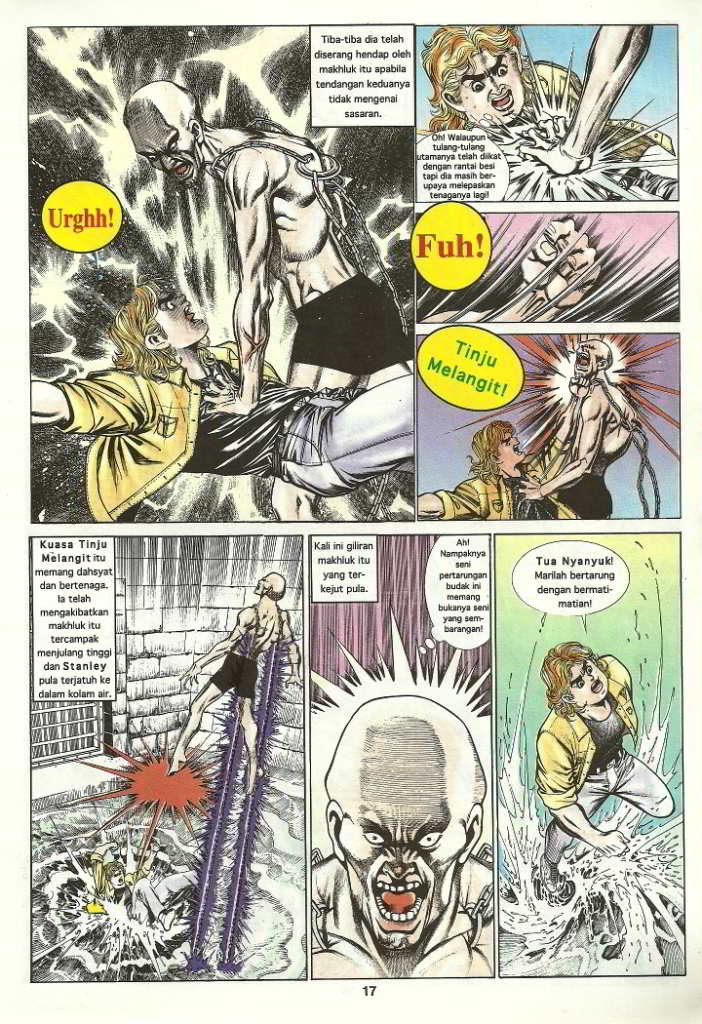 Tiba-tiba dia telah
diserang hendap oleh
makhluk itu apabila
tendangan keduanya
tidak mengenai
sasaran.
Urghh!
Oh! Walaupun
tulang-tulang
utamanya telah diikat
dengan rantai besi
tapi dia masih ber-
upaya melepaskan
tenaganya lagi!
Fuh!
Tinju
Melangit!
Kuasa Tinju
Melangit itu
memang dahsyat
dan bertenaga.
Ia telah
mengakibatkan
makhluk itu
tercampak
menjulang tinggi
dan Stanley
pula terjatuh ke
dalam kolam air.
Kali ini giliran
makhluk itu
yang ter-
kejut pula.
Ah!
Nampaknya
seni
pertarungan
budak ini
memang
bukanya seni
yang sem-
barangan!
Tua Nyanyuk!
Marilah bertarung
dengan bermati-
matian!
17